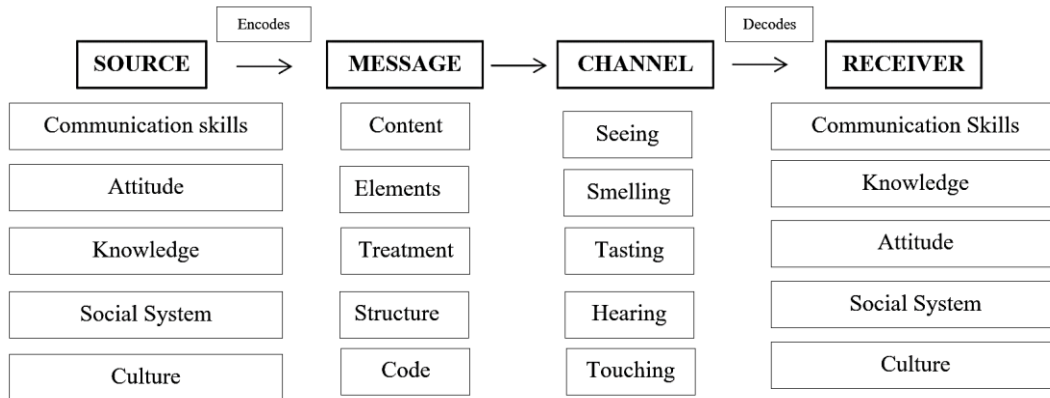 Encodes
Decodes
SOURCE
MESSAGE
CHANNEL
RECEIVER
Communication skills
Attitude
Knowledge
Social System
Culture
Content
Elements
Treatment
Structure
Code
Seeing
Smelling
Tasting
Hearing
Touching
Communication Skills
Knowledge
Attitude
Social System
Culture